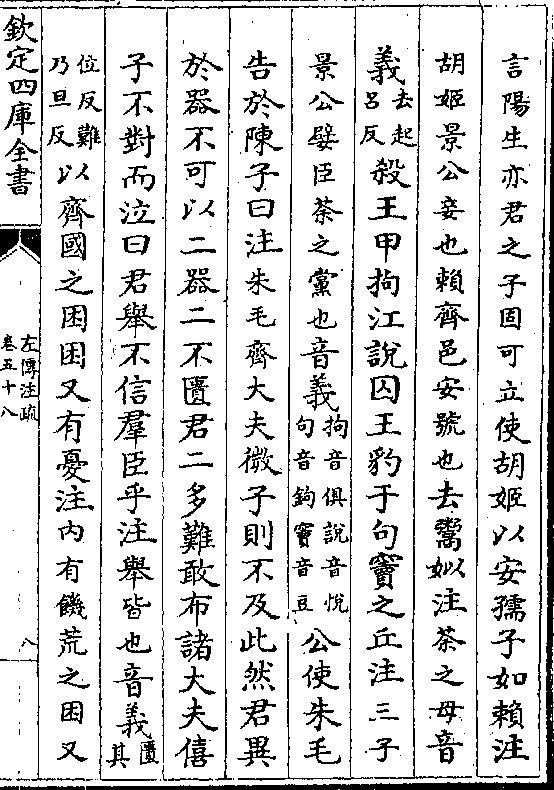 言陽生亦君之子固可立使胡姬以安孺子如賴注
胡姬景公妾也賴齊邑安號也去鬻姒注荼之母音
義去起呂反殺王甲拘江說囚王豹于句竇之丘注三子
景公嬖臣荼之黨也音義拘音俱說音悅句音鉤竇音豆公使朱毛
告於陳子曰注朱毛齊大夫微子則不及此然君異
於器不可以二器二不匱君二多難敢布諸大夫僖
子不對而泣曰君舉不信羣臣乎注舉皆也音義匱其
位反難乃旦反以齊國之困困又有憂注內有饑荒之困又
欽定四庫全書
左傳注疏
卷五十八
八